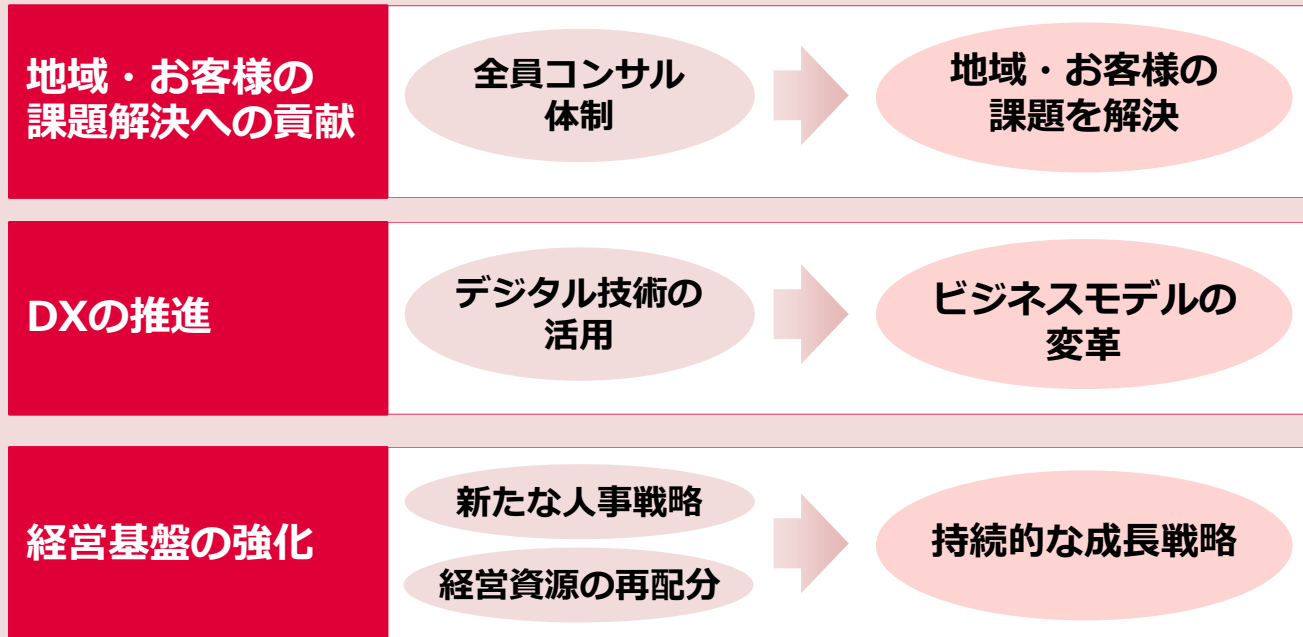 地域・お客様の
課題解決への貢献
全員コンサル
体制
地域・お客様の
課題を解決
DXの推進
デジタル技術の
活用
ビジネスモデルの
変革
経営基盤の強化
新たな人事戦略
経営資源の再配分
持続的な成長戦略